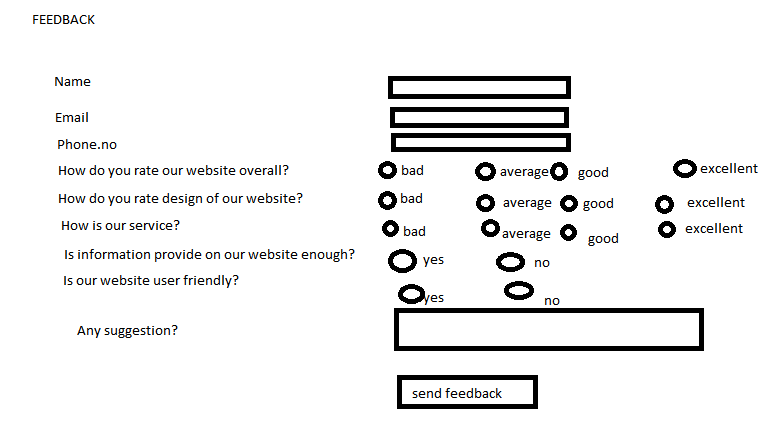 FEEDBACK
Name
Email
Phone.no
How do you rate our website overall? bad average good excellent
How do you rate design of our website? bad average good excellent
How is our service? bad average good excellent
Is information provide on our website enough? yes no
Is our website user friendly? yes no
Any suggestion?
send feedback